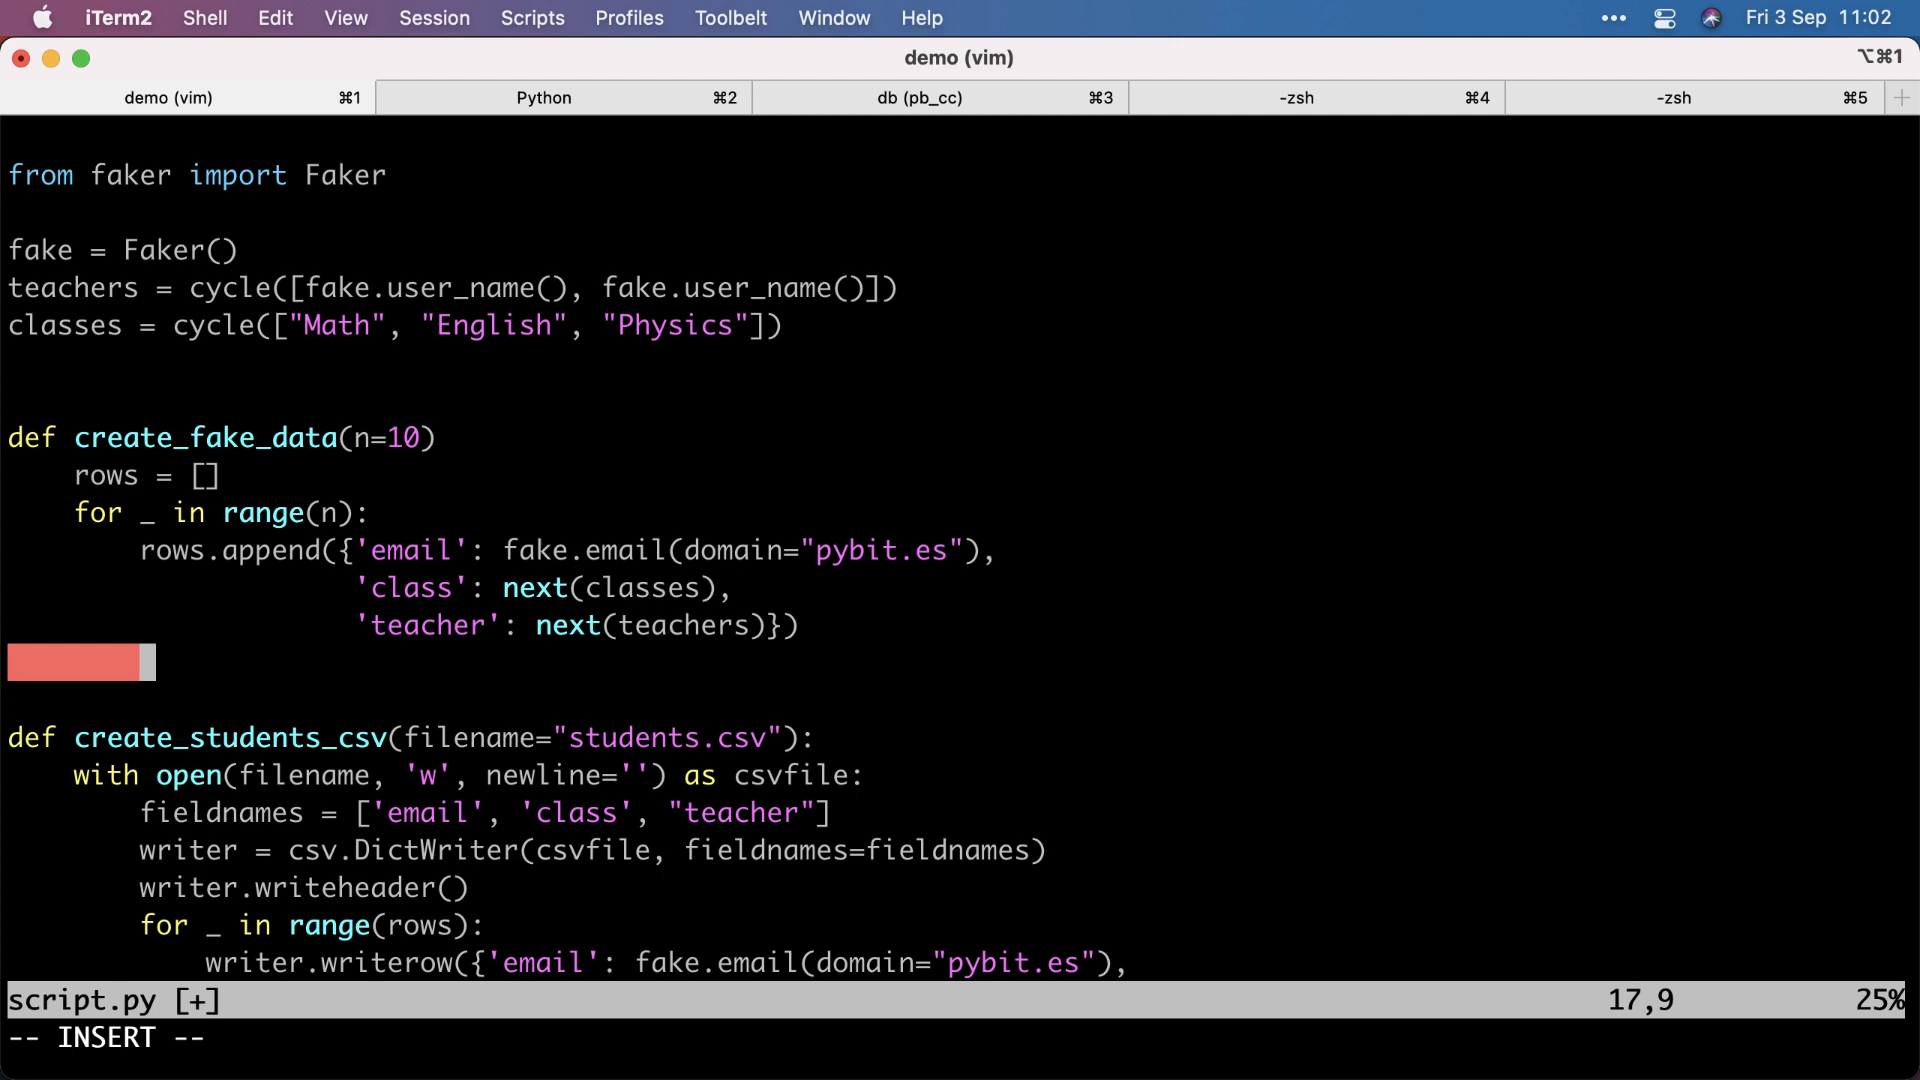 iTerm2 Shell Edit View Session Scripts Profiles Toolbelt Window Help ••• Fri 3 Sep 11:02
demo (vim) ⌥⌘1
demo (vim) ⌘1 Python ⌘2 db (pb_cc) ⌘3 -zsh ⌘4 -zsh ⌘5 +
from faker import Faker
fake = Faker()
teachers = cycle([fake.user_name(), fake.user_name()])
classes = cycle(["Math", "English", "Physics"])
def create_fake_data(n=10)
    rows = []
    for _ in range(n):
        rows.append({'email': fake.email(domain="pybit.es"),
                     'class': next(classes),
                     'teacher': next(teachers)})
def create_students_csv(filename="students.csv"):
    with open(filename, 'w', newline='') as csvfile:
        fieldnames = ['email', 'class', "teacher"]
        writer = csv.DictWriter(csvfile, fieldnames=fieldnames)
        writer.writeheader()
        for _ in range(rows):
            writer.writerow({'email': fake.email(domain="pybit.es"),
script.py [+] 17,9 25%
-- INSERT --